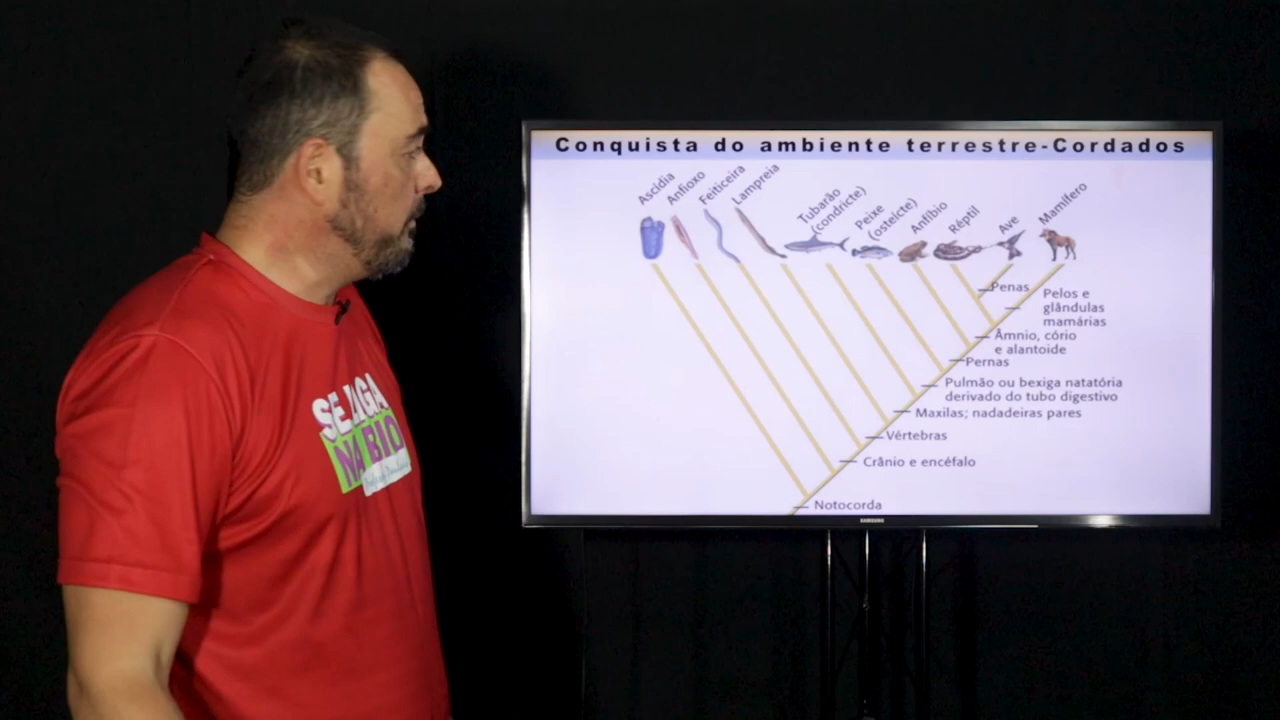 Conquista do ambiente terrestre-Cordados
Ascídia
Anfioxo
Feiticeira
Lampreia
Tubarão
(condricte)
Peixe
(osteícte)
Anfíbio
Réptil
Ave
Mamífero
Penas
Pelos e
glândulas
mamárias
Âmnio, cório
e alantoide
Pernas
Pulmão ou bexiga natatória
derivado do tubo digestivo
Maxilas; nadadeiras pares
Vértebras
Crânio e encéfalo
Notocorda
SAMSUNG
SE LIGA
NA BIO